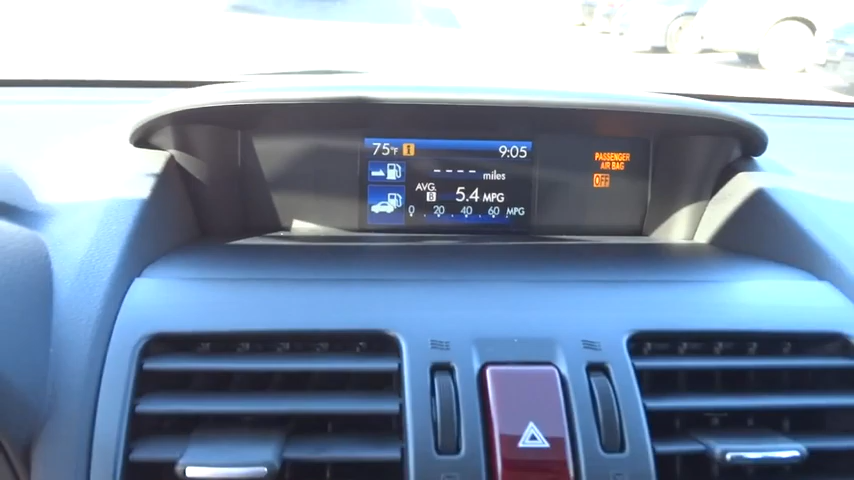 75°F i 9:05
- - - - miles
AVG. B 5.4 MPG
0 20 40 60 MPG
PASSENGER
AIR BAG
OFF